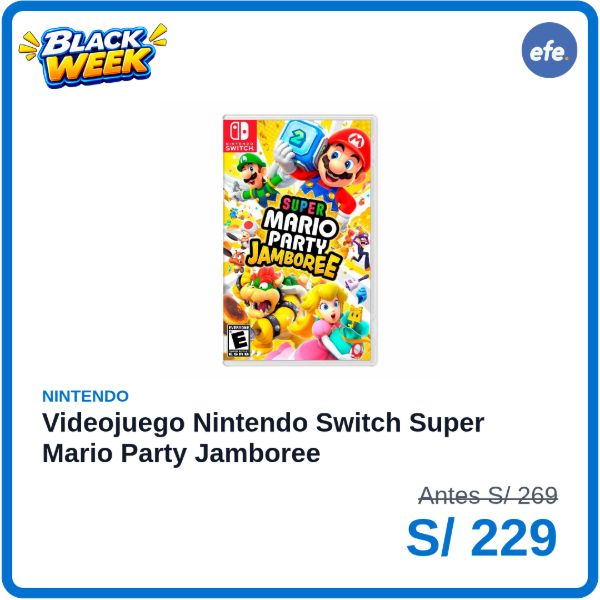 BLACK
WEEK
efe.
NINTENDO
SWITCH
2
M
L
SUPER
MARIO
PARTY
JAMBOREE
EVERYONE
E
ESRB
NINTENDO
Videojuego Nintendo Switch Super
Mario Party Jamboree
Antes S/ 269
S/ 229